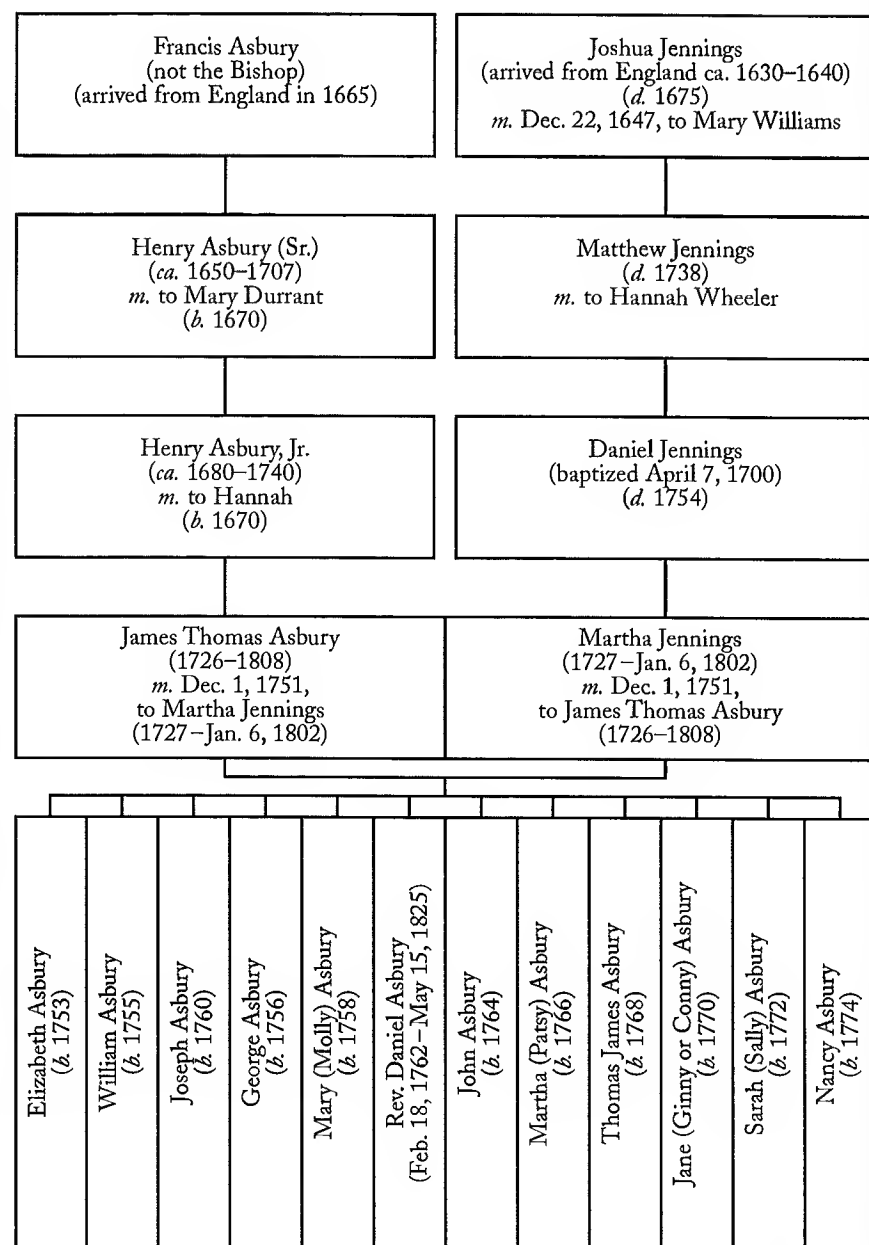 Francis Asbury
(not the Bishop)
(arrived from England in 1665)
Joshua Jennings
(arrived from England ca. 1630–1640)
(d. 1675)
m. Dec. 22, 1647, to Mary Williams
Henry Asbury (Sr.)
(ca. 1650–1707)
m. to Mary Durrant
(b. 1670)
Matthew Jennings
(d. 1738)
m. to Hannah Wheeler
Henry Asbury, Jr.
(ca. 1680–1740)
m. to Hannah
(b. 1670)
Daniel Jennings
(baptized April 7, 1700)
(d. 1754)
James Thomas Asbury
(1726–1808)
m. Dec. 1, 1751,
to Martha Jennings
(1727–Jan. 6, 1802)
Martha Jennings
(1727–Jan. 6, 1802)
m. Dec. 1, 1751,
to James Thomas Asbury
(1726–1808)
Elizabeth Asbury
(b. 1753)
William Asbury
(b. 1755)
Joseph Asbury
(b. 1760)
George Asbury
(b. 1756)
Mary (Molly) Asbury
(b. 1758)
Rev. Daniel Asbury
(Feb. 18, 1762–May 15, 1825)
John Asbury
(b. 1764)
Martha (Patsy) Asbury
(b. 1766)
Thomas James Asbury
(b. 1768)
Jane (Ginny or Conny) Asbury
(b. 1770)
Sarah (Sally) Asbury
(b. 1772)
Nancy Asbury
(b. 1774)